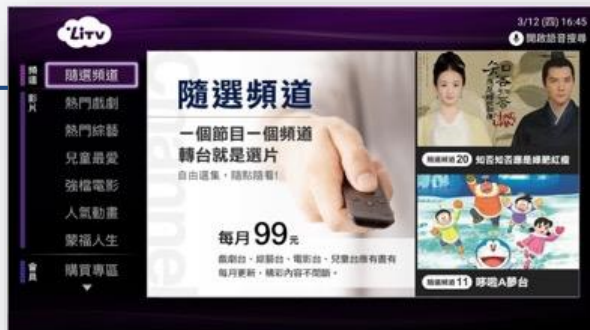 LiTV
3/12 (四) 16:45
開啟語音搜尋
頻道
影片
會員
隨選頻道
熱門戲劇
熱門綜藝
兒童最愛
強檔電影
人氣動畫
蒙福人生
購買專區
Channel
隨選頻道
一個節目一個頻道
轉台就是選片
自由選集,隨點隨看!
每月99元
戲劇台、綜藝台、電影台、兒童台應有盡有
每月更新,精彩內容不間斷。
知否知否
隨選頻道 20 知否知否應是綠肥紅瘦
隨選頻道 11 哆啦A夢台